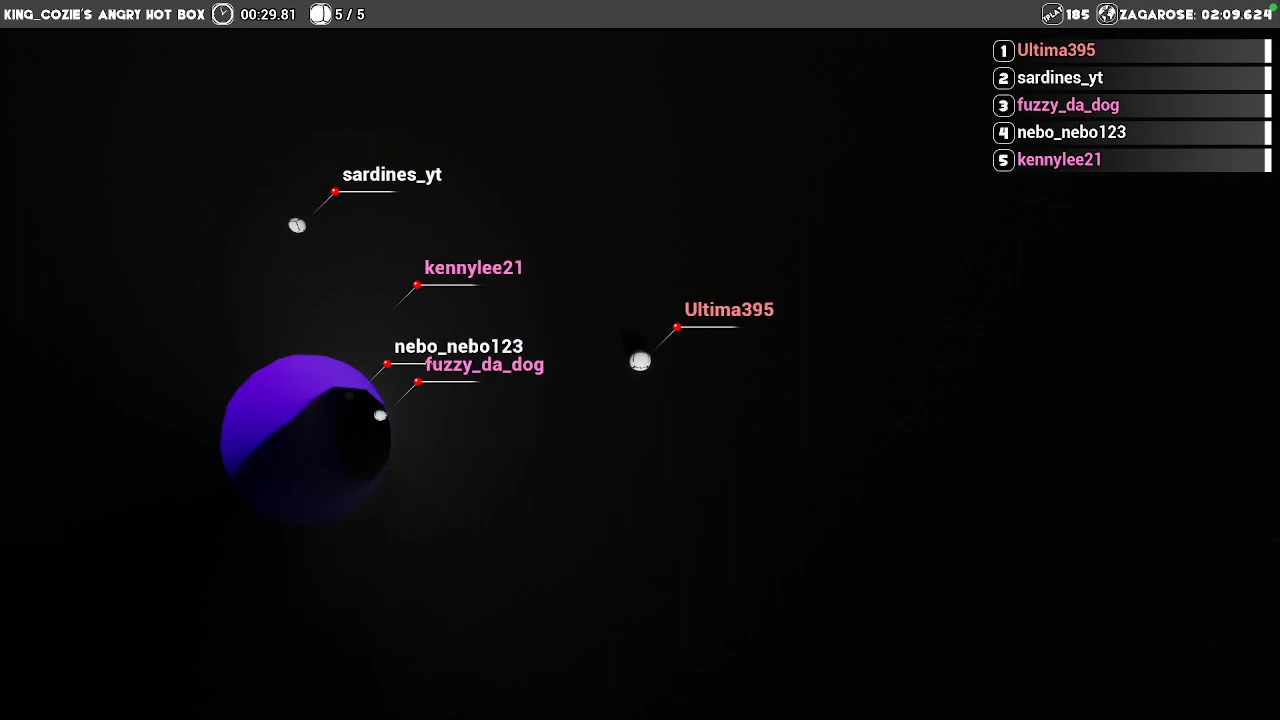 KING_COZIE'S ANGRY HOT BOX 00:29.81 5 / 5 185 ZAGAROSE: 02:09.624
1 Ultima395
2 sardines_yt
3 fuzzy_da_dog
4 nebo_nebo123
5 kennylee21
sardines_yt
kennylee21
Ultima395
nebo_nebo123
fuzzy_da_dog